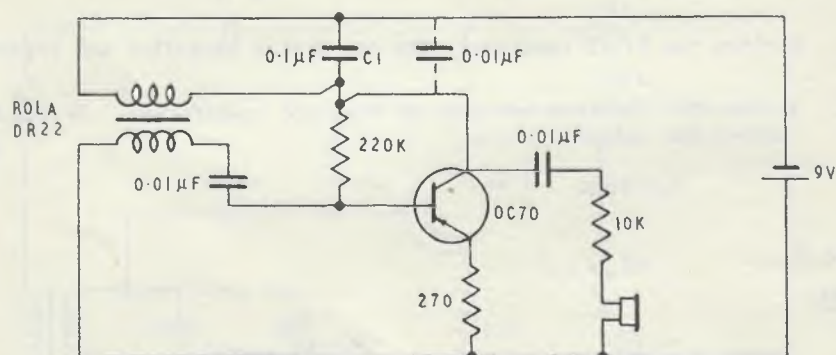 0·1µF C1 0·01µF
ROLA
DR22
220K
0·01µF
0·01µF
OC70
10K
9V
270